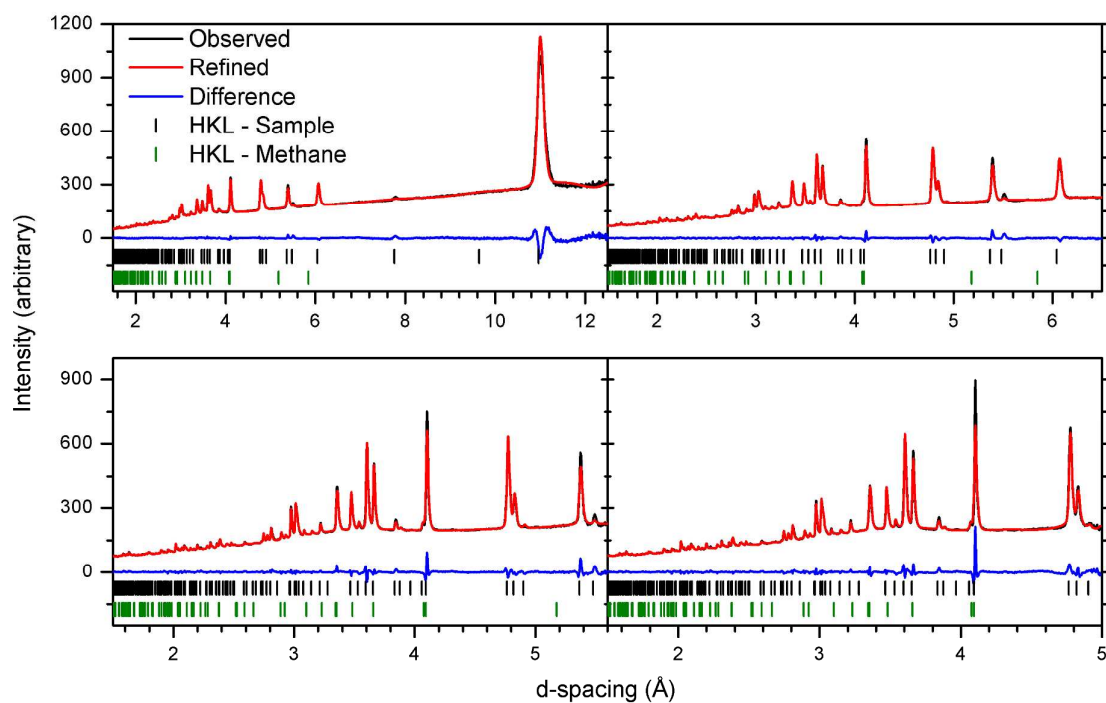 1200
900
600
300
0
Observed
Refined
Difference
HKL - Sample
HKL - Methane
2 4 6 8 10 12
2 3 4 5 6
900
600
300
0
2 3 4 5
2 3 4 5
Intensity (arbitrary)
d-spacing (Å)